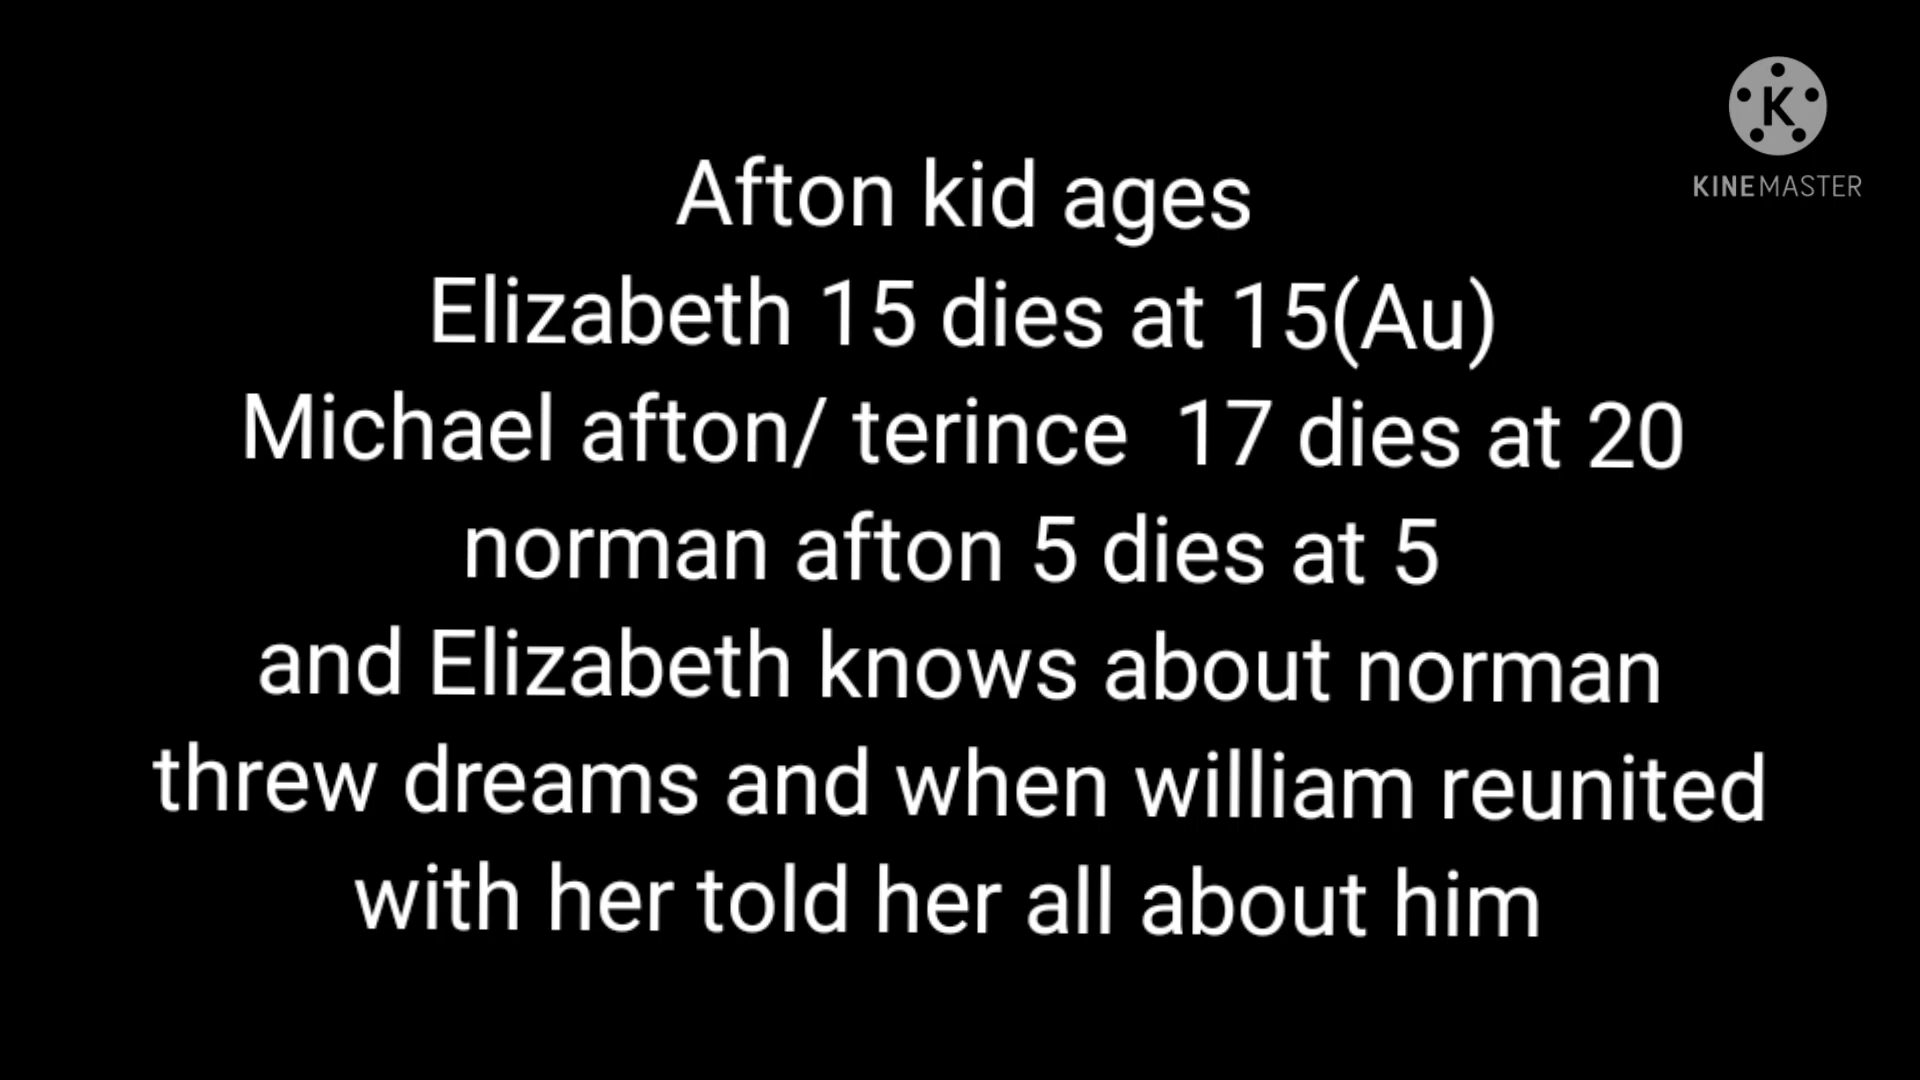 K
KINEMASTER
Afton kid ages
Elizabeth 15 dies at 15(Au)
Michael afton/ terince 17 dies at 20
norman afton 5 dies at 5
and Elizabeth knows about norman
threw dreams and when william reunited
with her told her all about him